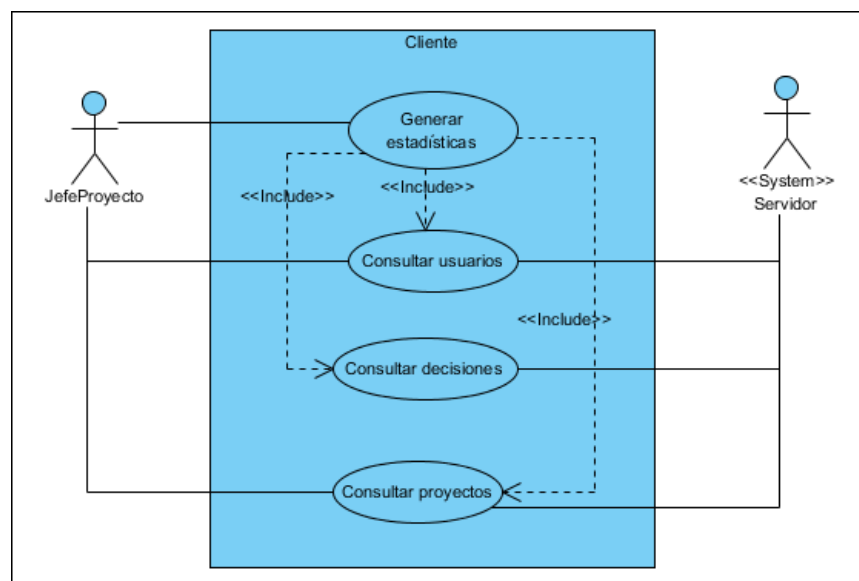 Cliente
Generar
estadísticas
<<Include>>
<<Include>>
JefeProyecto
<<System>>
Servidor
Consultar usuarios
<<Include>>
Consultar decisiones
Consultar proyectos